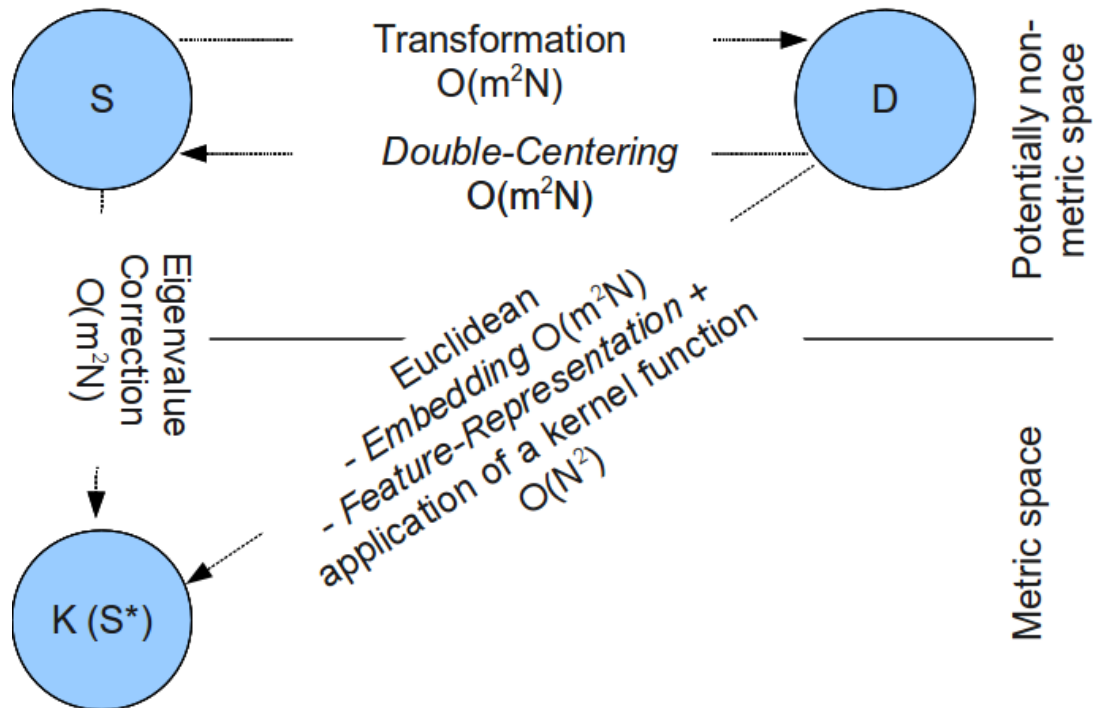 S
Transformation
O(m²N)
D
Double-Centering
O(m²N)
Potentially non-
metric space
Eigenvalue
Correction
O(m²N)
Euclidean
- Embedding O(m²N)
- Feature-Representation +
application of a kernel function
O(N²)
K (S*)
Metric space